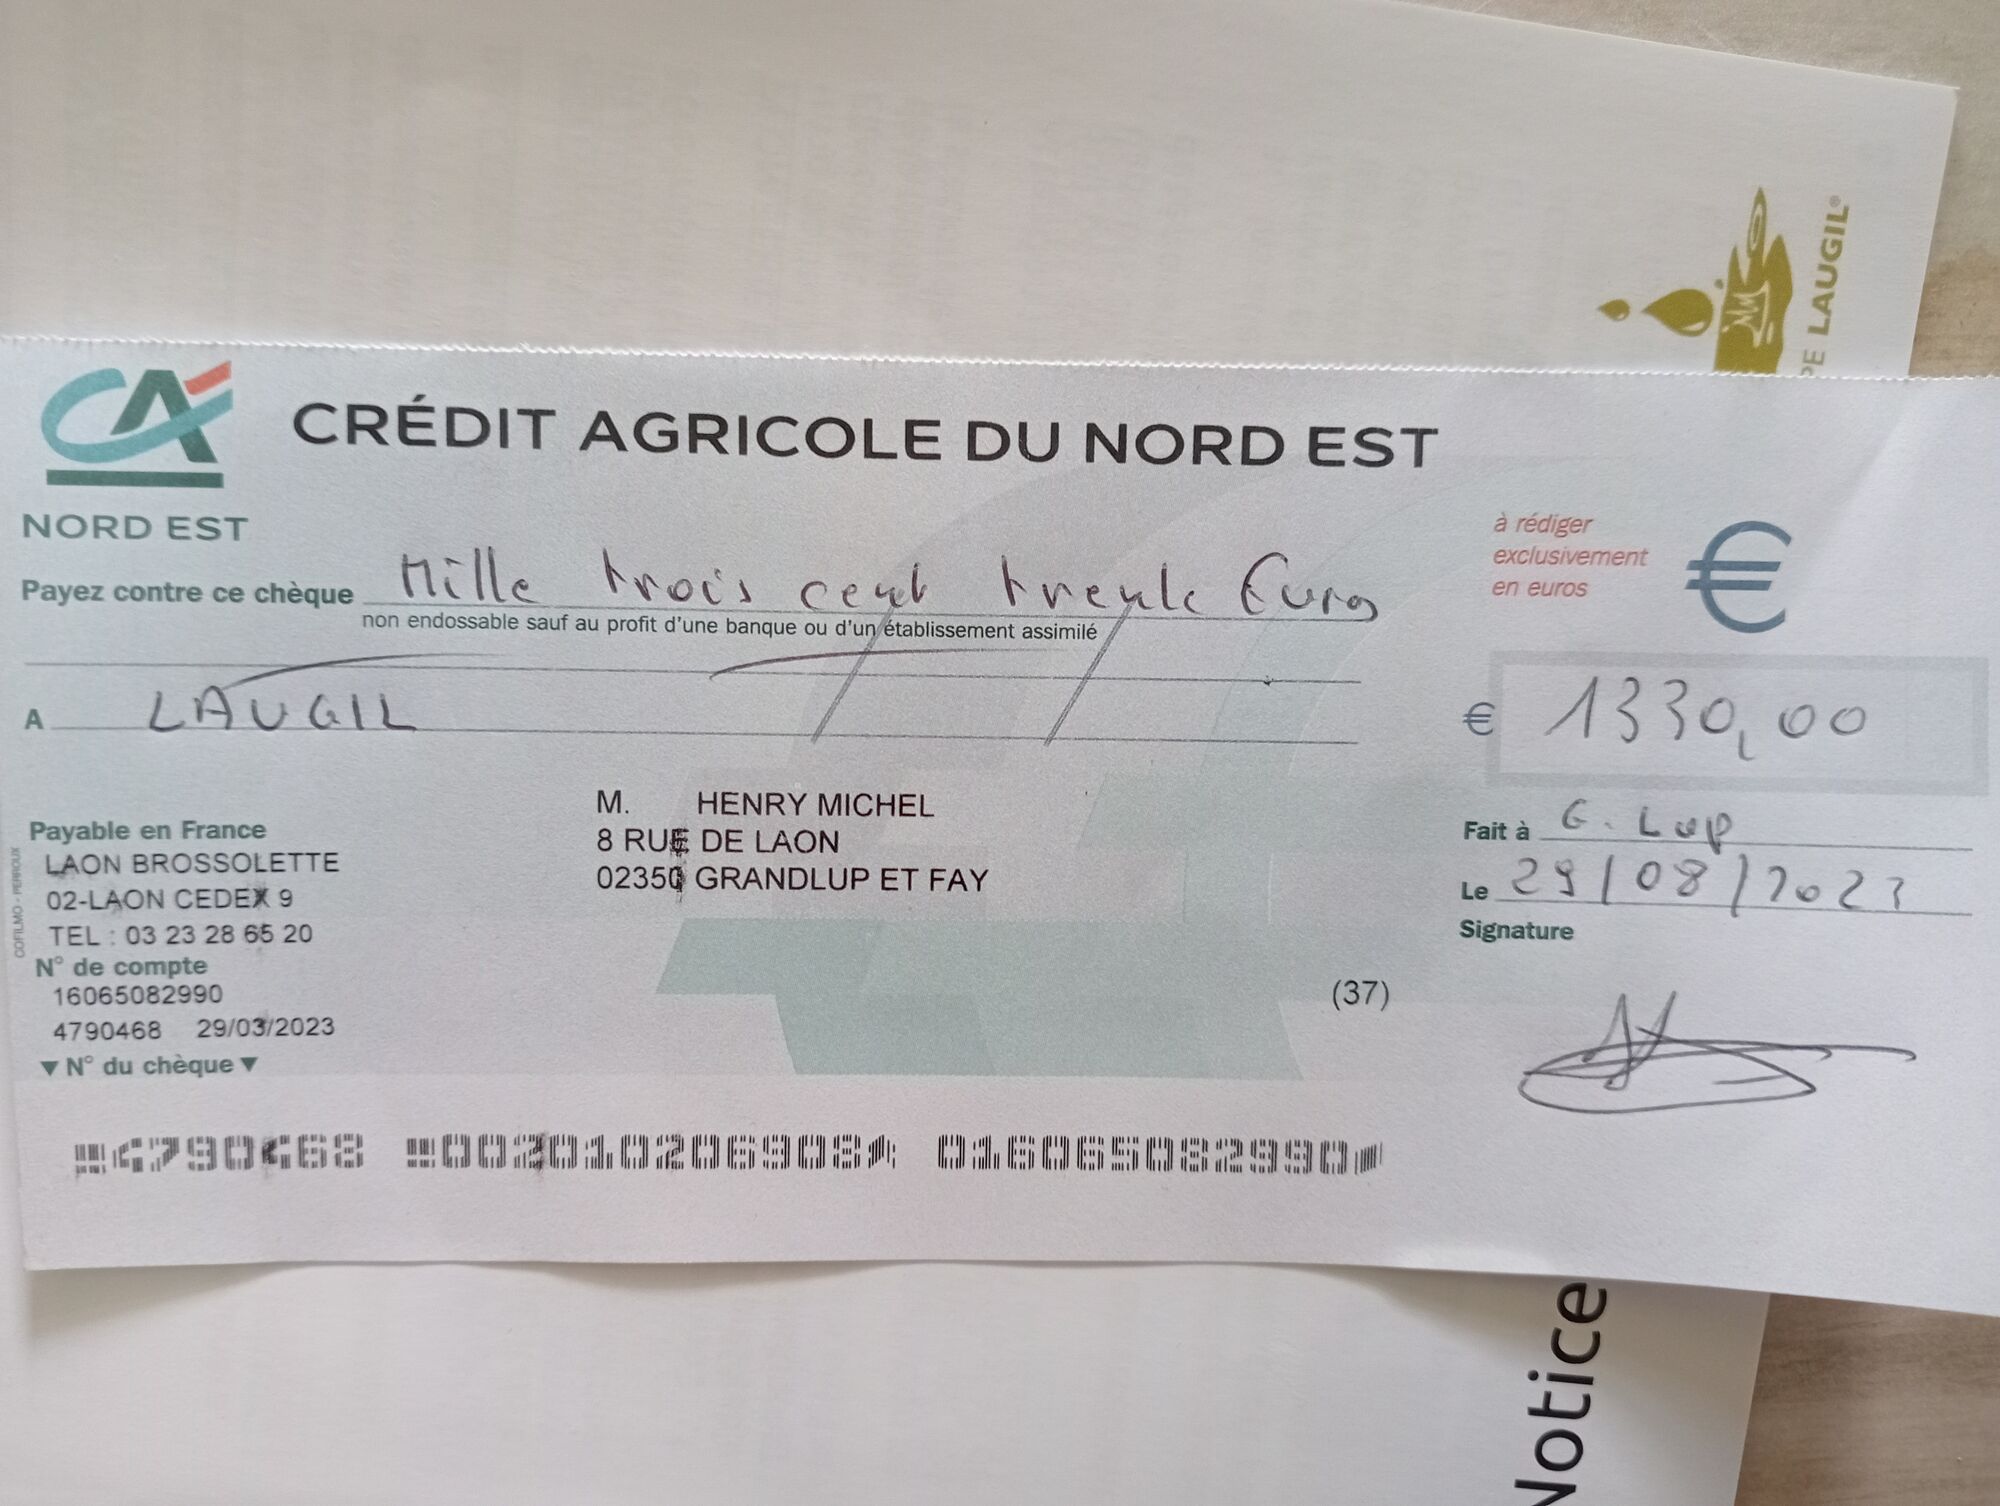 PE LAUGIL®
CA
NORD EST
CRÉDIT AGRICOLE DU NORD EST
à rédiger
exclusivement
en euros
€
Payez contre ce chèque Mille trois cent trente Euros
non endossable sauf au profit d'une banque ou d'un établissement assimilé
A LAUGIL
€ 1330,00
M. HENRY MICHEL
8 RUE DE LAON
02350 GRANDLUP ET FAY
Payable en France
LAON BROSSOLETTE
02-LAON CEDEX 9
TEL : 03 23 28 65 20
N° de compte
16065082990
4790468 29/03/2023
▼ N° du chèque ▼
COFILMO - PERROUX
Fait à G. Lup
Le 29/08/2023
Signature
(37)
4790468 002010206908 016065082990
Notice